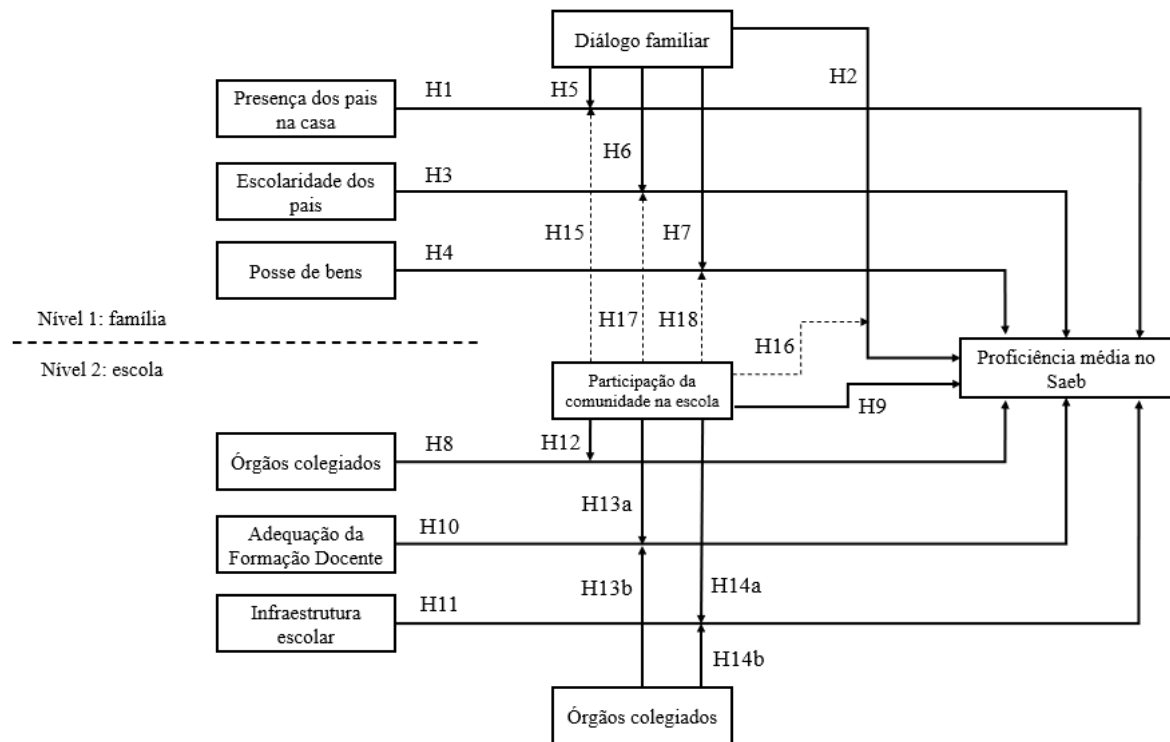 Diálogo familiar
H2
Presença dos pais
na casa
H1
H5
H6
Escolaridade dos
pais
H3
H15
H7
Posse de bens
H4
Nível 1: família
H17
H18
H16
Nível 2: escola
Participação da
comunidade na escola
Proficiência média no
Saeb
H9
H12
Órgãos colegiados
H8
H13a
Adequação da
Formação Docente
H10
H13b
H14a
Infraestrutura
escolar
H11
H14b
Órgãos colegiados